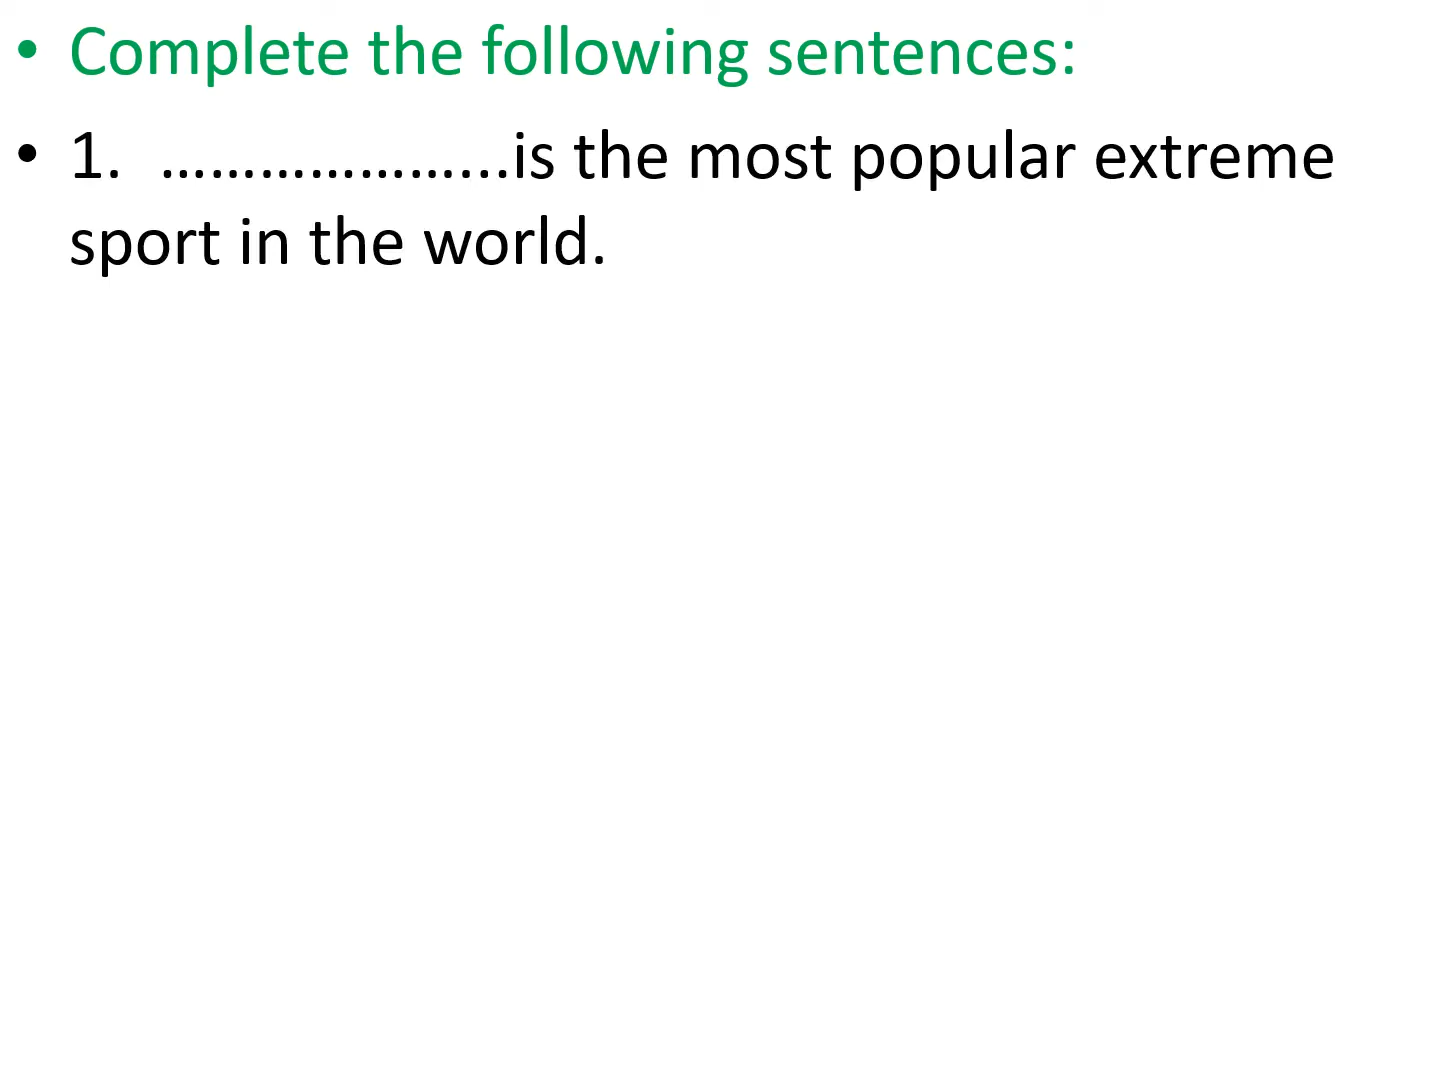 • Complete the following sentences:
• 1. ………………...is the most popular extreme
sport in the world.